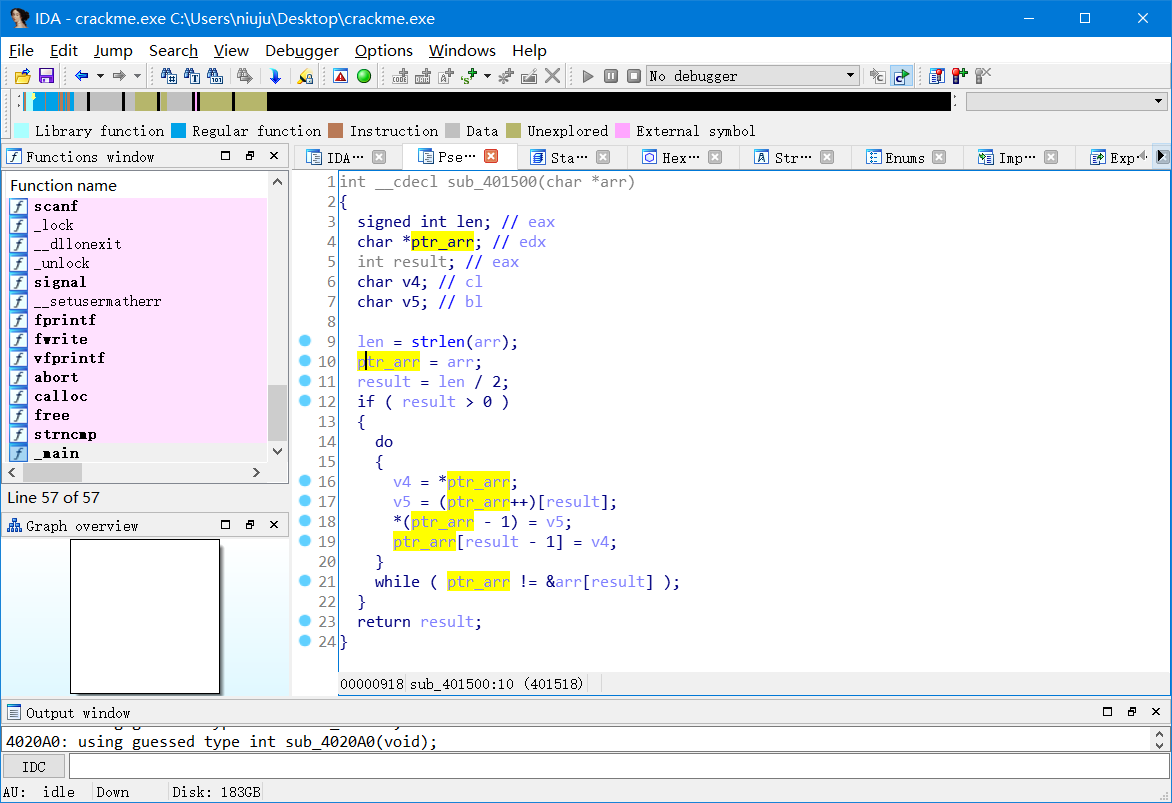 IDA - crackme.exe C:\Users\niuju\Desktop\crackme.exe
File Edit Jump Search View Debugger Options Windows Help
No debugger
Library function Regular function Instruction Data Unexplored External symbol
Functions window
IDA… Pse… Sta… Hex… Str… Enums Imp… Exp
Function name
scanf
_lock
__dllonexit
_unlock
signal
__setusermatherr
fprintf
fwrite
vfprintf
abort
calloc
free
strncmp
_main
Line 57 of 57
Graph overview
1 int __cdecl sub_401500(char *arr)
2 {
3 signed int len; // eax
4 char *ptr_arr; // edx
5 int result; // eax
6 char v4; // cl
7 char v5; // bl
8
9 len = strlen(arr);
10 ptr_arr = arr;
11 result = len / 2;
12 if ( result > 0 )
13 {
14 do
15 {
16 v4 = *ptr_arr;
17 v5 = (ptr_arr++)[result];
18 *(ptr_arr - 1) = v5;
19 ptr_arr[result - 1] = v4;
20 }
21 while ( ptr_arr != &arr[result] );
22 }
23 return result;
24 }
00000918 sub_401500:10 (401518)
Output window
4020A0: using guessed type int sub_4020A0(void);
IDC
AU: idle Down Disk: 183GB